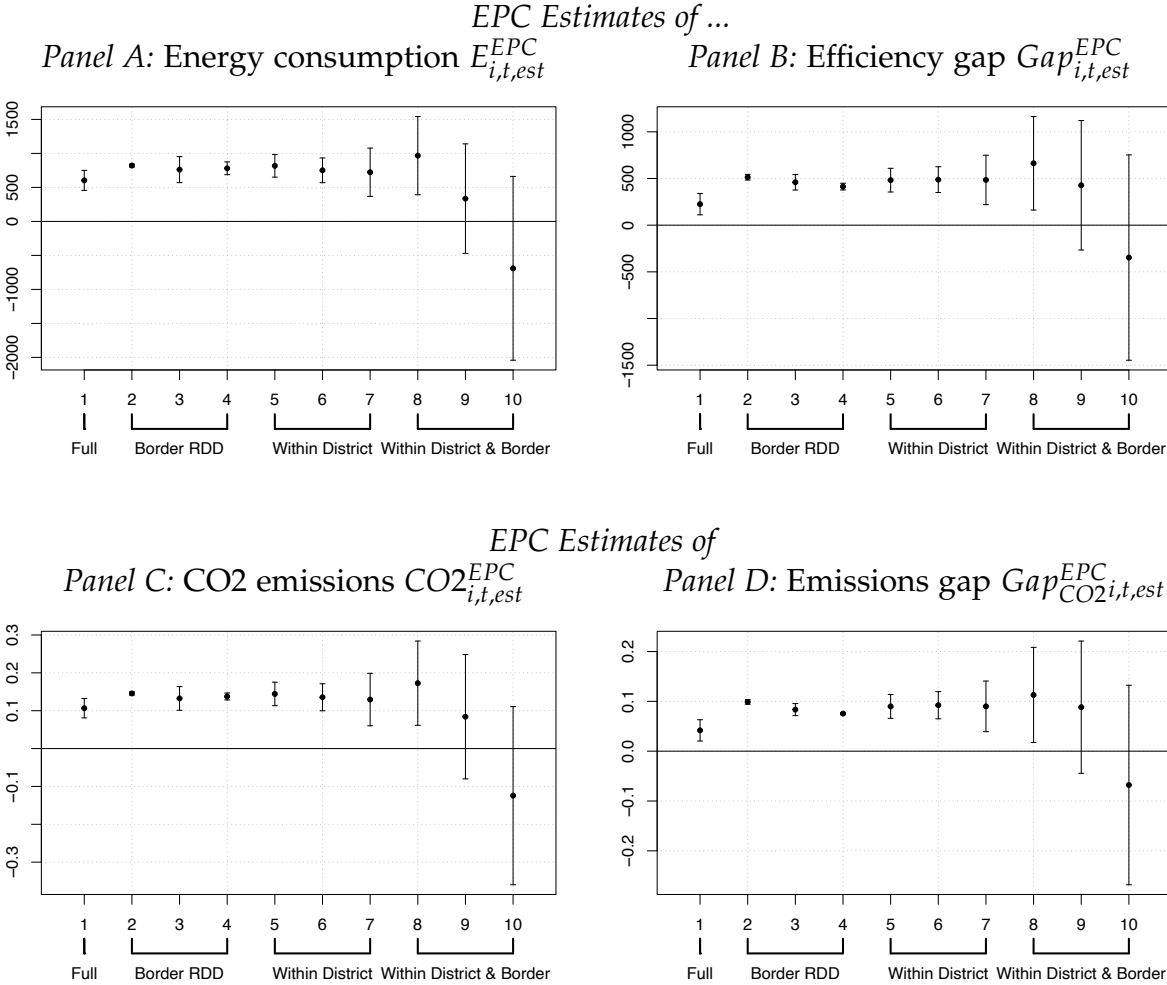 EPC Estimates of ...
Panel A: Energy consumption E^{EPC}_{i,t,est}
1500
500
0
−1000
−2000
1 2 3 4 5 6 7 8 9 10
Full Border RDD Within District Within District & Border
Panel B: Efficiency gap Gap^{EPC}_{i,t,est}
1000
500
0
−500
−1500
1 2 3 4 5 6 7 8 9 10
Full Border RDD Within District Within District & Border
EPC Estimates of
Panel C: CO2 emissions CO2^{EPC}_{i,t,est}
0.3
0.2
0.1
−0.1
−0.3
1 2 3 4 5 6 7 8 9 10
Full Border RDD Within District Within District & Border
Panel D: Emissions gap Gap^{EPC}_{CO2 i,t,est}
0.2
0.1
0.0
−0.1
−0.2
1 2 3 4 5 6 7 8 9 10
Full Border RDD Within District Within District & Border